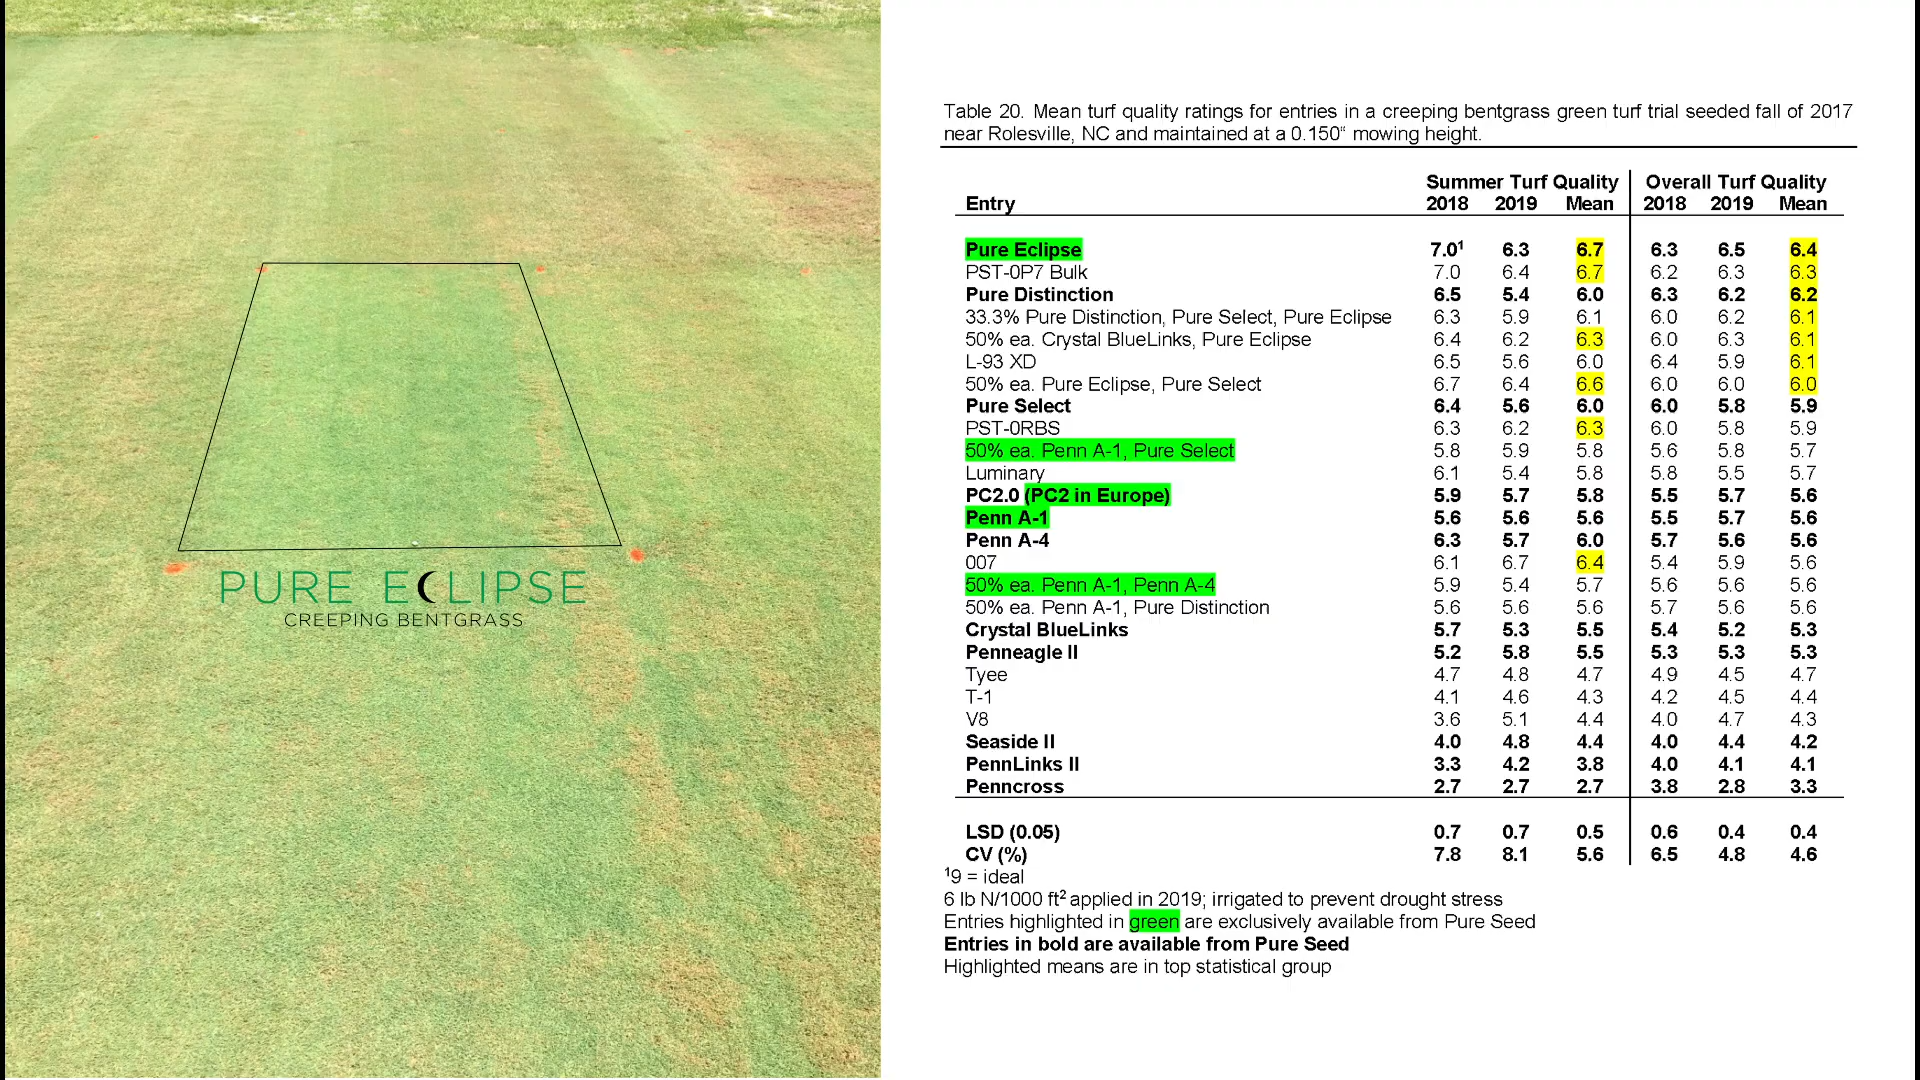 PURE ECLIPSE
CREEPING BENTGRASS
Table 20. Mean turf quality ratings for entries in a creeping bentgrass green turf trial seeded fall of 2017
near Rolesville, NC and maintained at a 0.150“ mowing height.
Summer Turf Quality Overall Turf Quality
Entry 2018 2019 Mean 2018 2019 Mean
Pure Eclipse 7.0¹ 6.3 6.7 6.3 6.5 6.4
PST-0P7 Bulk 7.0 6.4 6.7 6.2 6.3 6.3
Pure Distinction 6.5 5.4 6.0 6.3 6.2 6.2
33.3% Pure Distinction, Pure Select, Pure Eclipse 6.3 5.9 6.1 6.0 6.2 6.1
50% ea. Crystal BlueLinks, Pure Eclipse 6.4 6.2 6.3 6.0 6.3 6.1
L-93 XD 6.5 5.6 6.0 6.4 5.9 6.1
50% ea. Pure Eclipse, Pure Select 6.7 6.4 6.6 6.0 6.0 6.0
Pure Select 6.4 5.6 6.0 6.0 5.8 5.9
PST-0RBS 6.3 6.2 6.3 6.0 5.8 5.9
50% ea. Penn A-1, Pure Select 5.8 5.9 5.8 5.6 5.8 5.7
Luminary 6.1 5.4 5.8 5.8 5.5 5.7
PC2.0 (PC2 in Europe) 5.9 5.7 5.8 5.5 5.7 5.6
Penn A-1 5.6 5.6 5.6 5.5 5.7 5.6
Penn A-4 6.3 5.7 6.0 5.7 5.6 5.6
007 6.1 6.7 6.4 5.4 5.9 5.6
50% ea. Penn A-1, Penn A-4 5.9 5.4 5.7 5.6 5.6 5.6
50% ea. Penn A-1, Pure Distinction 5.6 5.6 5.6 5.7 5.6 5.6
Crystal BlueLinks 5.7 5.3 5.5 5.4 5.2 5.3
Penneagle II 5.2 5.8 5.5 5.3 5.3 5.3
Tyee 4.7 4.8 4.7 4.9 4.5 4.7
T-1 4.1 4.6 4.3 4.2 4.5 4.4
V8 3.6 5.1 4.4 4.0 4.7 4.3
Seaside II 4.0 4.8 4.4 4.0 4.4 4.2
PennLinks II 3.3 4.2 3.8 4.0 4.1 4.1
Penncross 2.7 2.7 2.7 3.8 2.8 3.3
LSD (0.05) 0.7 0.7 0.5 0.6 0.4 0.4
CV (%) 7.8 8.1 5.6 6.5 4.8 4.6
¹9 = ideal
6 lb N/1000 ft² applied in 2019; irrigated to prevent drought stress
Entries highlighted in green are exclusively available from Pure Seed
Entries in bold are available from Pure Seed
Highlighted means are in top statistical group